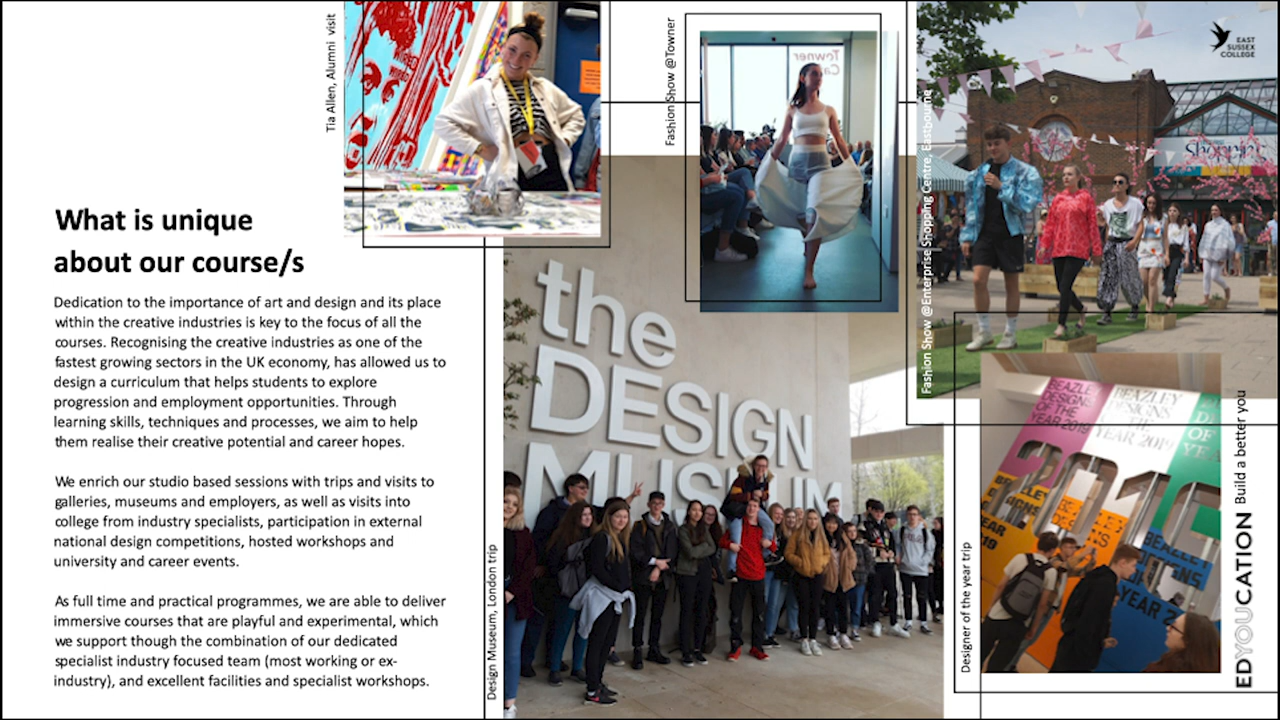 What is unique
about our course/s
Dedication to the importance of art and design and its place
within the creative industries is key to the focus of all the
courses. Recognising the creative industries as one of the
fastest growing sectors in the UK economy, has allowed us to
design a curriculum that helps students to explore
progression and employment opportunities. Through
learning skills, techniques and processes, we aim to help
them realise their creative potential and career hopes.
We enrich our studio based sessions with trips and visits to
galleries, museums and employers, as well as visits into
college from industry specialists, participation in external
national design competitions, hosted workshops and
university and career events.
As full time and practical programmes, we are able to deliver
immersive courses that are playful and experimental, which
we support though the combination of our dedicated
specialist industry focused team (most working or ex-
industry), and excellent facilities and specialist workshops.
Tia Allen, Alumni visit
Fashion Show @Towner
Towner
Fashion Show @Enterprise Shopping Centre, Eastbourne
EAST
SUSSEX
COLLEGE
Shopping
the
DESIGN
MUSEUM
Design Museum, London trip
Designer of the year trip
BEAZLEY
DESIGNS
OF THE
YEAR 2019
BEAZLEY
DESIGNS
THE
YEAR 2019
EDYOUCATION Build a better you